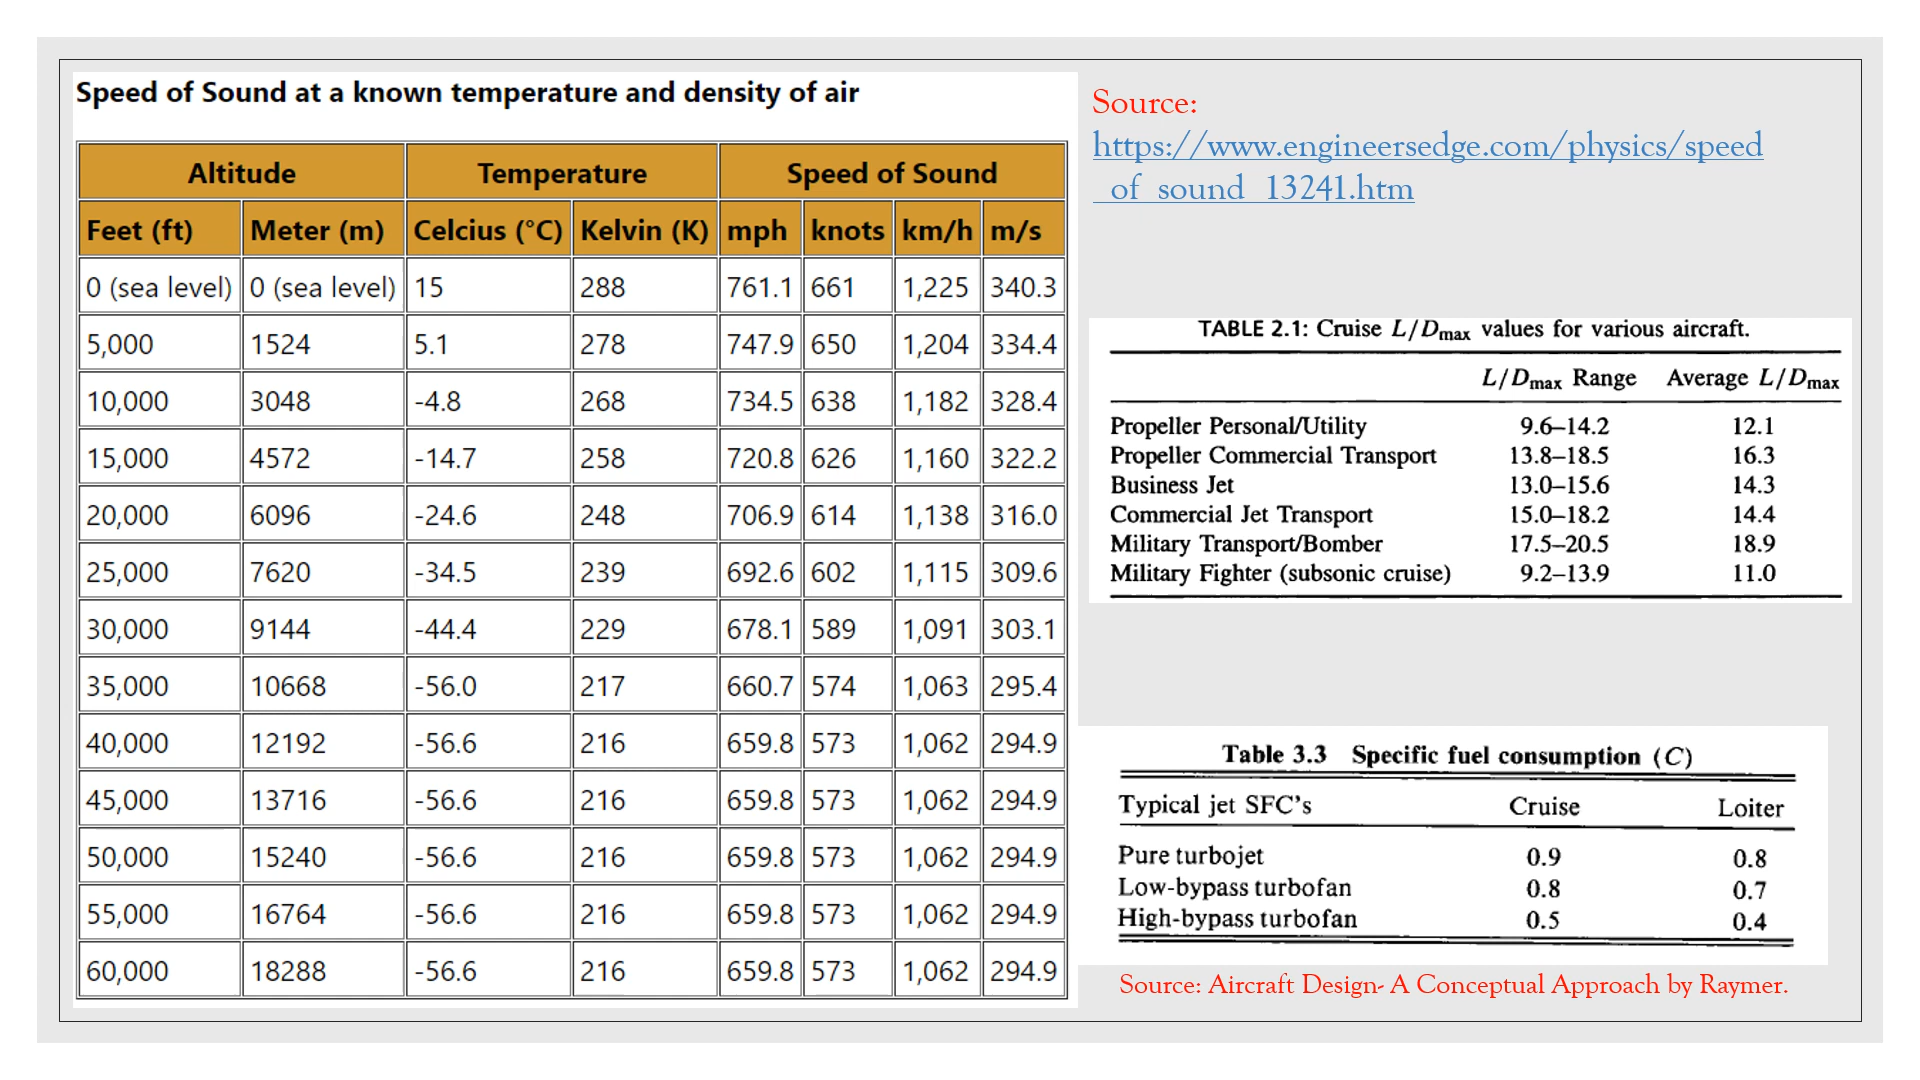 Speed of Sound at a known temperature and density of air
Altitude Temperature Speed of Sound
Feet (ft) Meter (m) Celcius (°C) Kelvin (K) mph knots km/h m/s
0 (sea level) 0 (sea level) 15 288 761.1 661 1,225 340.3
5,000 1524 5.1 278 747.9 650 1,204 334.4
10,000 3048 -4.8 268 734.5 638 1,182 328.4
15,000 4572 -14.7 258 720.8 626 1,160 322.2
20,000 6096 -24.6 248 706.9 614 1,138 316.0
25,000 7620 -34.5 239 692.6 602 1,115 309.6
30,000 9144 -44.4 229 678.1 589 1,091 303.1
35,000 10668 -56.0 217 660.7 574 1,063 295.4
40,000 12192 -56.6 216 659.8 573 1,062 294.9
45,000 13716 -56.6 216 659.8 573 1,062 294.9
50,000 15240 -56.6 216 659.8 573 1,062 294.9
55,000 16764 -56.6 216 659.8 573 1,062 294.9
60,000 18288 -56.6 216 659.8 573 1,062 294.9
Source:
https://www.engineersedge.com/physics/speed
_of_sound_13241.htm
TABLE 2.1: Cruise L/Dmax values for various aircraft.
L/Dmax Range Average L/Dmax
Propeller Personal/Utility 9.6–14.2 12.1
Propeller Commercial Transport 13.8–18.5 16.3
Business Jet 13.0–15.6 14.3
Commercial Jet Transport 15.0–18.2 14.4
Military Transport/Bomber 17.5–20.5 18.9
Military Fighter (subsonic cruise) 9.2–13.9 11.0
Table 3.3 Specific fuel consumption (C)
Typical jet SFC's Cruise Loiter
Pure turbojet 0.9 0.8
Low-bypass turbofan 0.8 0.7
High-bypass turbofan 0.5 0.4
Source: Aircraft Design- A Conceptual Approach by Raymer.